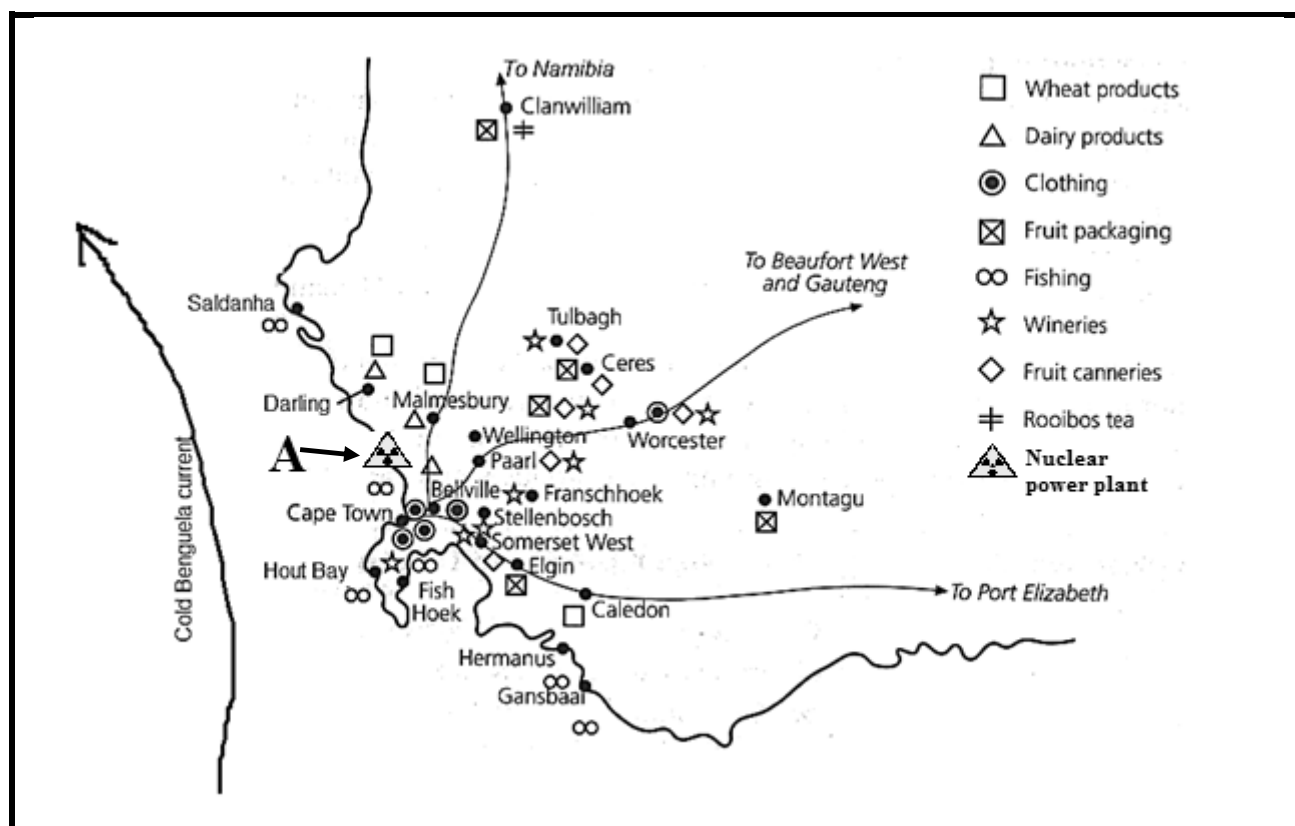 To Namibia
Clanwilliam
Saldanha
Darling
Malmesbury
Tulbagh
Ceres
To Beaufort West
and Gauteng
Wellington
Worcester
Paarl
A
Bellville
Franschhoek
Montagu
Cape Town
Stellenbosch
Somerset West
Hout Bay
Fish
Hoek
Elgin
Caledon
To Port Elizabeth
Hermanus
Gansbaai
Cold Benguela current
Wheat products
Dairy products
Clothing
Fruit packaging
Fishing
Wineries
Fruit canneries
Rooibos tea
Nuclear
power plant